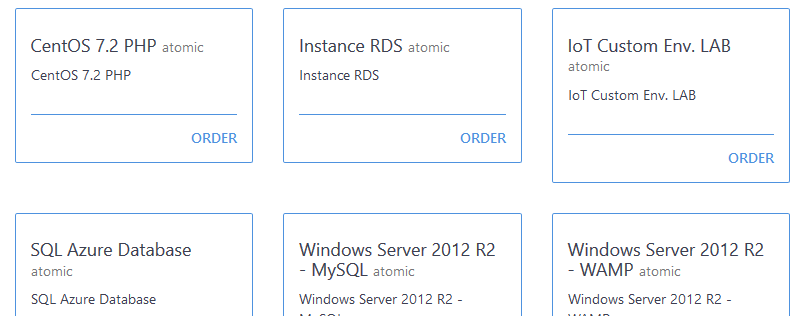 CentOS 7.2 PHP atomic
CentOS 7.2 PHP
ORDER
Instance RDS atomic
Instance RDS
ORDER
IoT Custom Env. LAB
atomic
IoT Custom Env. LAB
ORDER
SQL Azure Database
atomic
SQL Azure Database
Windows Server 2012 R2
- MySQL atomic
Windows Server 2012 R2 -
Windows Server 2012 R2
- WAMP atomic
Windows Server 2012 R2 -